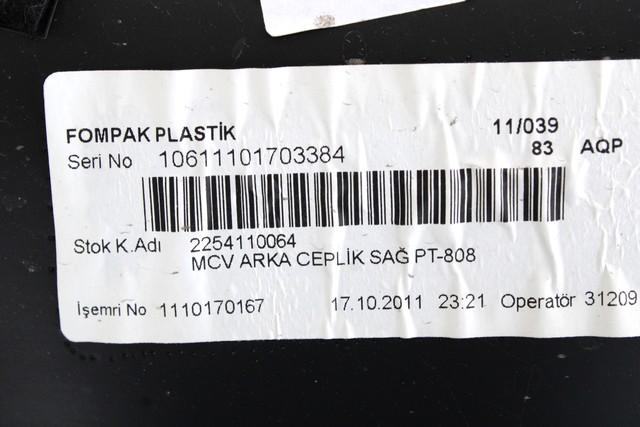 FOMPAK PLASTİK 11/039
Seri No 10611101703384 83 AQP
Stok K.Adı 2254110064
MCV ARKA CEPLİK SAĞ PT-808
İşemri No 1110170167 17.10.2011 23:21 Operatör 31209